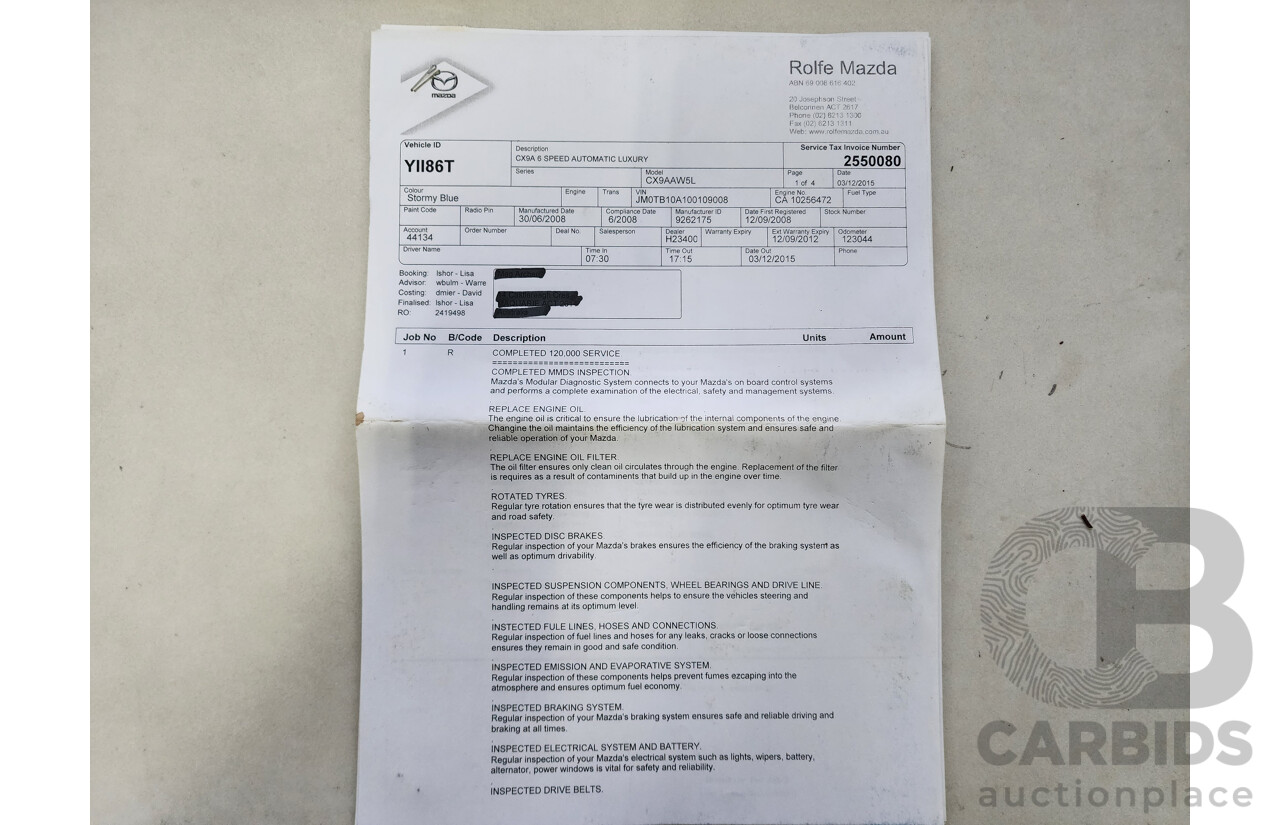 mazda
Rolfe Mazda
ABN 69 008 616 402
20 Josephson Street
Belconnen ACT 2617
Phone (02) 6213 1300
Fax (02) 6213 1311
Web: www.rolfemazda.com.au
Vehicle ID
YII86T
Description
CX9A 6 SPEED AUTOMATIC LUXURY
Service Tax Invoice Number
2550080
Series
Model
CX9AAW5L
Page
1 of 4
Date
03/12/2015
Colour
Stormy Blue
Engine
Trans
VIN
JM0TB10A100109008
Engine No.
CA 10256472
Fuel Type
Paint Code
Radio Pin
Manufactured Date
30/06/2008
Compliance Date
6/2008
Manufacturer ID
9262175
Date First Registered
12/09/2008
Stock Number
Account
44134
Order Number
Deal No.
Salesperson
Dealer
H23400
Warranty Expiry
Ext Warranty Expiry
12/09/2012
Odometer
123044
Driver Name
Time In
07:30
Time Out
17:15
Date Out
03/12/2015
Phone
Booking: lshor - Lisa
Advisor: wbulm - Warre
Costing: dmier - David
Finalised: lshor - Lisa
RO: 2419498
Job No B/Code Description Units Amount
1 R COMPLETED 120,000 SERVICE
===========================
COMPLETED MMDS INSPECTION
Mazda's Modular Diagnostic System connects to your Mazda's on board control systems
and performs a complete examination of the electrical, safety and management systems.
REPLACE ENGINE OIL.
The engine oil is critical to ensure the lubrication of the internal components of the engine.
Changine the oil maintains the efficiency of the lubrication system and ensures safe and
reliable operation of your Mazda.
REPLACE ENGINE OIL FILTER.
The oil filter ensures only clean oil circulates through the engine. Replacement of the filter
is requires as a result of contaminents that build up in the engine over time.
ROTATED TYRES.
Regular tyre rotation ensures that the tyre wear is distributed evenly for optimum tyre wear
and road safety.
INSPECTED DISC BRAKES.
Regular inspection of your Mazda's brakes ensures the efficiency of the braking system as
well as optimum drivability.
INSPECTED SUSPENSION COMPONENTS, WHEEL BEARINGS AND DRIVE LINE.
Regular inspection of these components helps to ensure the vehicles steering and
handling remains at its optimum level.
INSTECTED FULE LINES, HOSES AND CONNECTIONS.
Regular inspection of fuel lines and hoses for any leaks, cracks or loose connections
ensures they remain in good and safe condition.
INSPECTED EMISSION AND EVAPORATIVE SYSTEM.
Regular inspection of these components helps prevent fumes ezcaping into the
atmosphere and ensures optimum fuel economy.
INSPECTED BRAKING SYSTEM.
Regular inspection of your Mazda's braking system ensures safe and reliable driving and
braking at all times.
INSPECTED ELECTRICAL SYSTEM AND BATTERY.
Regular inspection of your Mazda's electrical system such as lights, wipers, battery,
alternator, power windows is vital for safety and reliability.
INSPECTED DRIVE BELTS.
CB
CARBIDS
auctionplace